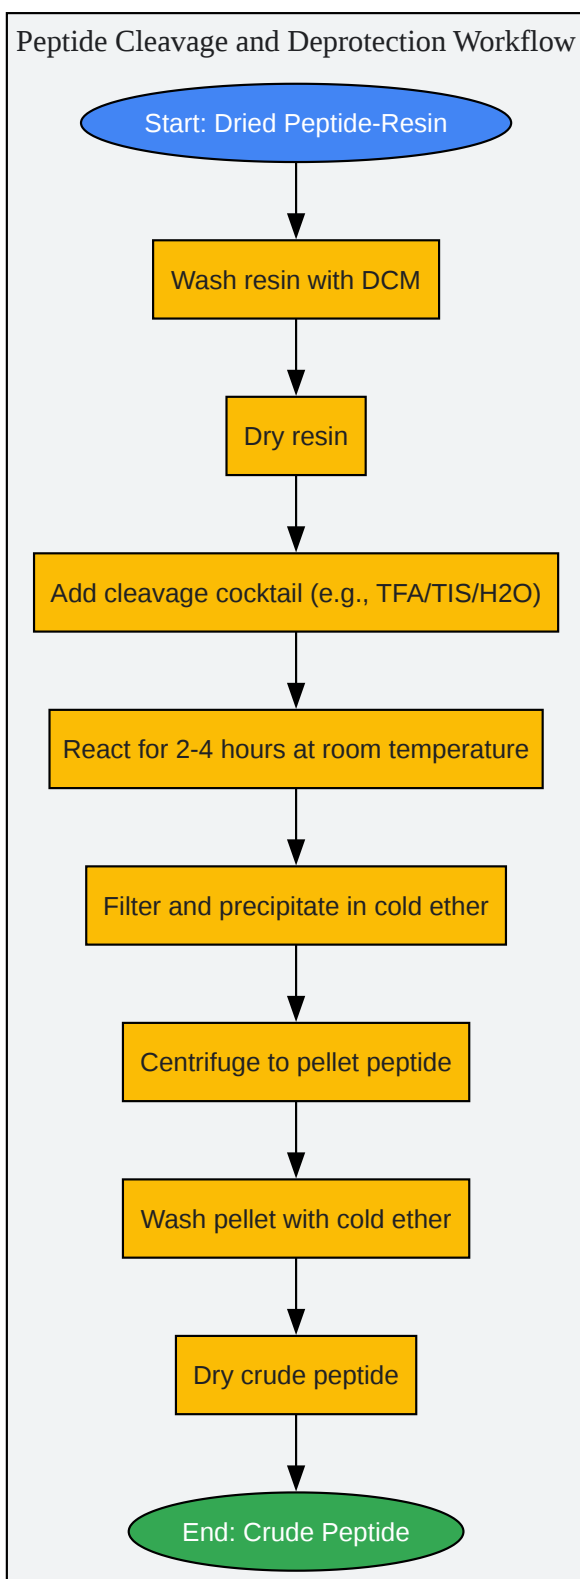 Peptide Cleavage and Deprotection Workflow
Start: Dried Peptide-Resin
Wash resin with DCM
Dry resin
Add cleavage cocktail (e.g., TFA/TIS/H2O)
React for 2-4 hours at room temperature
Filter and precipitate in cold ether
Centrifuge to pellet peptide
Wash pellet with cold ether
Dry crude peptide
End: Crude Peptide